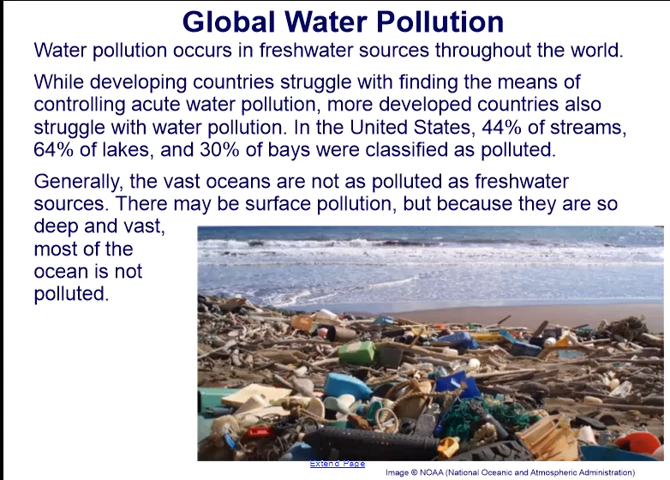 Global Water Pollution
Water pollution occurs in freshwater sources throughout the world.
While developing countries struggle with finding the means of
controlling acute water pollution, more developed countries also
struggle with water pollution. In the United States, 44% of streams,
64% of lakes, and 30% of bays were classified as polluted.
Generally, the vast oceans are not as polluted as freshwater
sources. There may be surface pollution, but because they are so
deep and vast,
most of the
ocean is not
polluted.
Extend Page
Image © NOAA (National Oceanic and Atmospheric Administration)